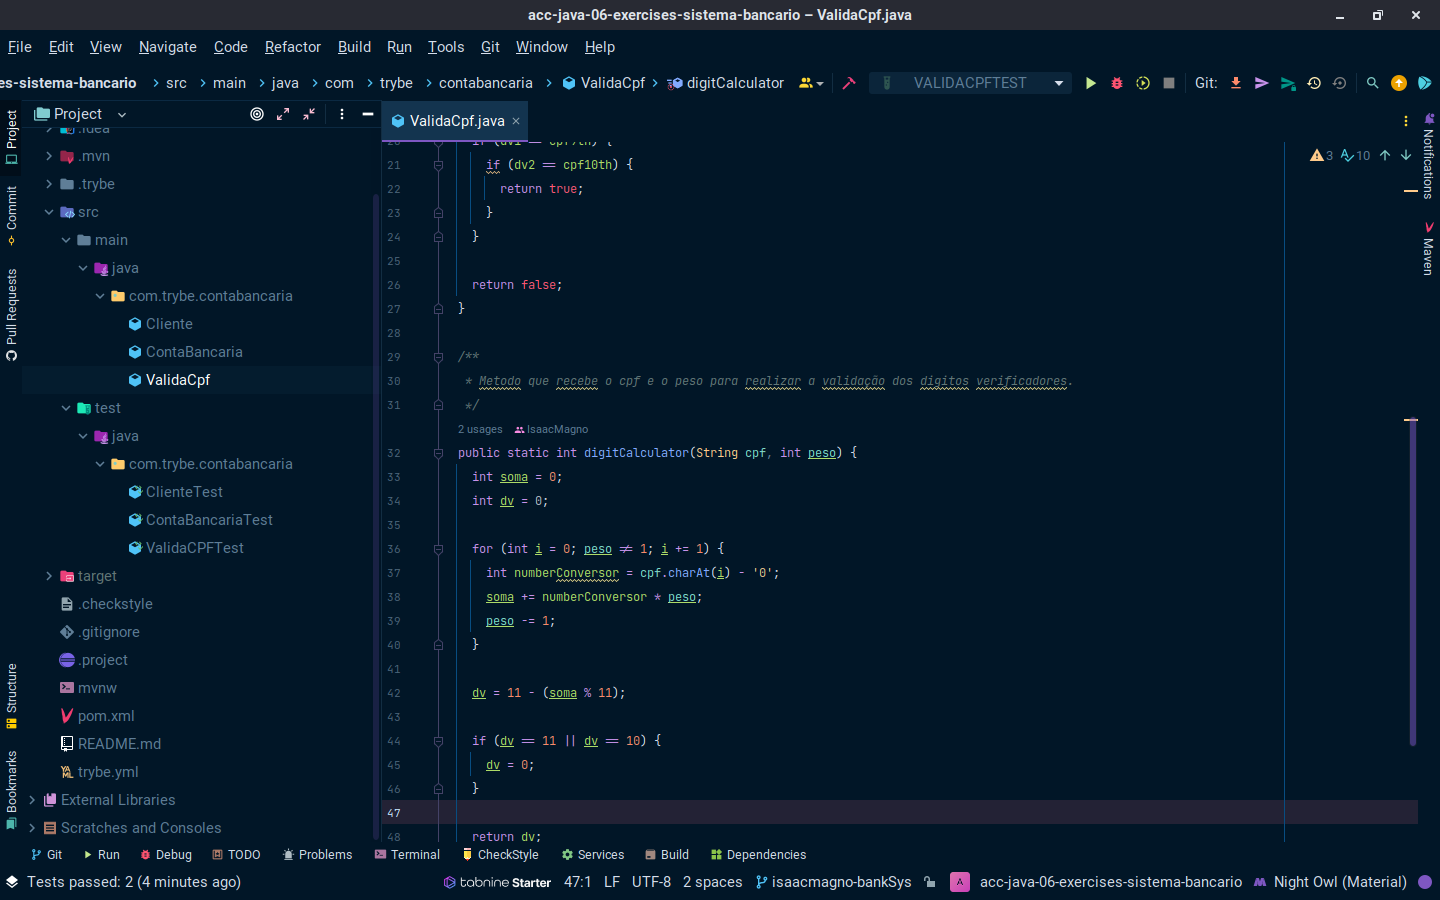 acc-java-06-exercises-sistema-bancario – ValidaCpf.java
File Edit View Navigate Code Refactor Build Run Tools Git Window Help
es-sistema-bancario src main java com trybe contabancaria ValidaCpf digitCalculator VALIDACPFTEST Git:
Project
Commit
Pull Requests
Structure
Bookmarks
Project
.idea
.mvn
.trybe
src
main
java
com.trybe.contabancaria
Cliente
ContaBancaria
ValidaCpf
test
java
com.trybe.contabancaria
ClienteTest
ContaBancariaTest
ValidaCPFTest
target
.checkstyle
.gitignore
.project
mvnw
pom.xml
README.md
trybe.yml
External Libraries
Scratches and Consoles
ValidaCpf.java
3 10
20 if (dv1 == cpf9th) {
21 if (dv2 == cpf10th) {
22 return true;
23 }
24 }
25
26 return false;
27 }
28
29 /**
30 * Metodo que recebe o cpf e o peso para realizar a validação dos digitos verificadores.
31 */
2 usages IsaacMagno
32 public static int digitCalculator(String cpf, int peso) {
33 int soma = 0;
34 int dv = 0;
35
36 for (int i = 0; peso != 1; i += 1) {
37 int numberConversor = cpf.charAt(i) - '0';
38 soma += numberConversor * peso;
39 peso -= 1;
40 }
41
42 dv = 11 - (soma % 11);
43
44 if (dv == 11 || dv == 10) {
45 dv = 0;
46 }
47
48 return dv;
Notifications
Maven
Git Run Debug TODO Problems Terminal CheckStyle Services Build Dependencies
Tests passed: 2 (4 minutes ago) tabnine Starter 47:1 LF UTF-8 2 spaces isaacmagno-bankSys A acc-java-06-exercises-sistema-bancario Night Owl (Material)